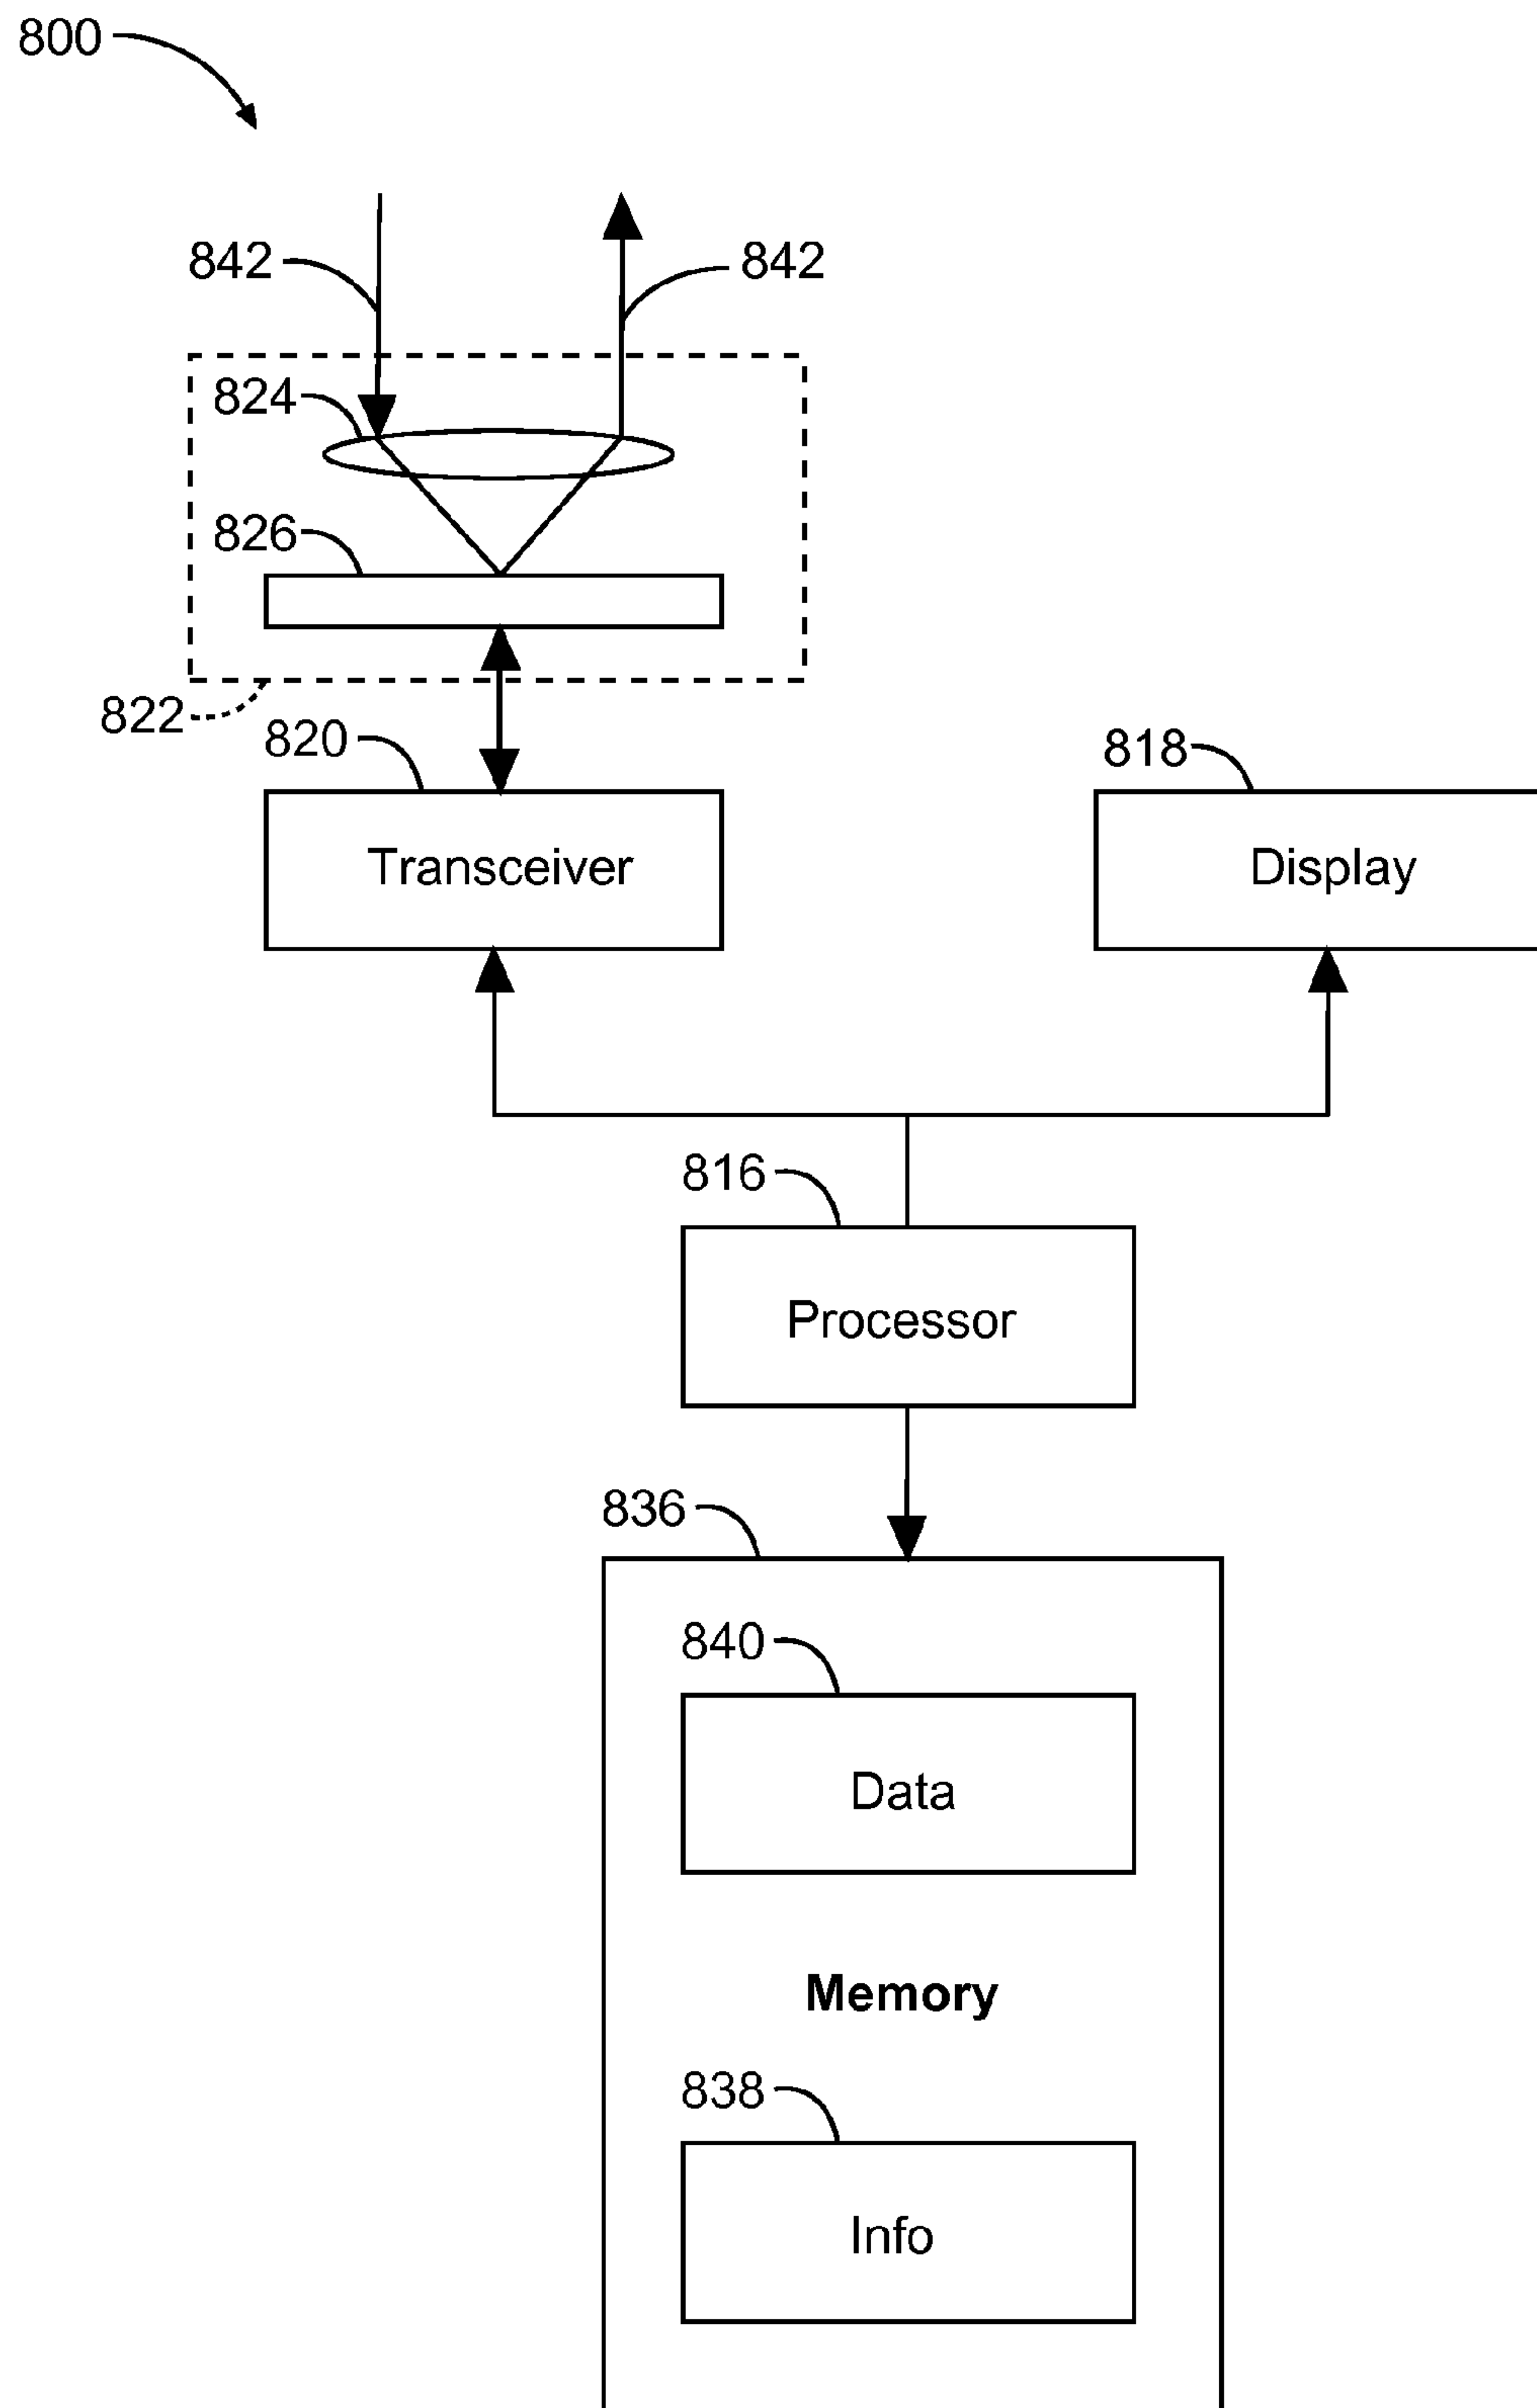 800
842
842
824
826
822
820
818
Transceiver
Display
816
Processor
836
840
Data
Memory
838
Info